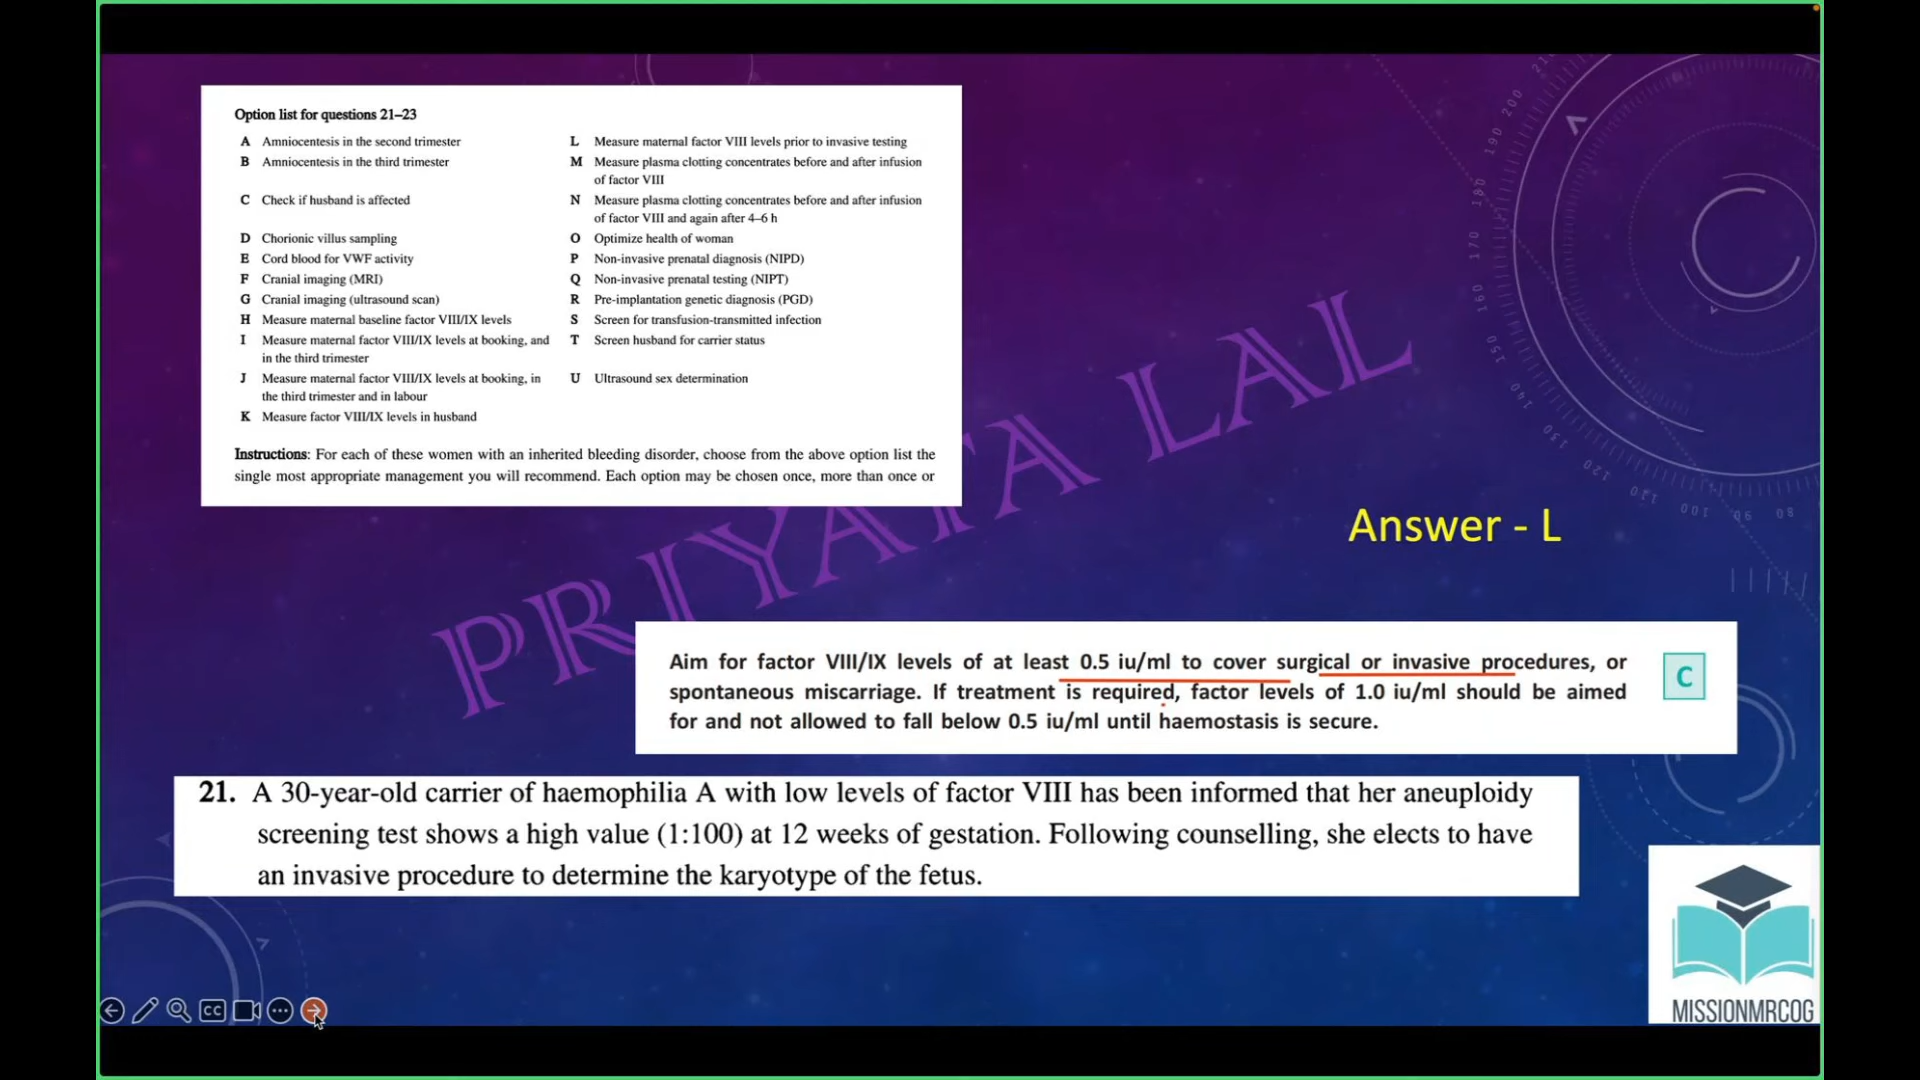 Option list for questions 21–23
A Amniocentesis in the second trimester
B Amniocentesis in the third trimester
C Check if husband is affected
D Chorionic villus sampling
E Cord blood for VWF activity
F Cranial imaging (MRI)
G Cranial imaging (ultrasound scan)
H Measure maternal baseline factor VIII/IX levels
I Measure maternal factor VIII/IX levels at booking, and
in the third trimester
J Measure maternal factor VIII/IX levels at booking, in
the third trimester and in labour
K Measure factor VIII/IX levels in husband
L Measure maternal factor VIII levels prior to invasive testing
M Measure plasma clotting concentrates before and after infusion
of factor VIII
N Measure plasma clotting concentrates before and after infusion
of factor VIII and again after 4–6 h
O Optimize health of woman
P Non-invasive prenatal diagnosis (NIPD)
Q Non-invasive prenatal testing (NIPT)
R Pre-implantation genetic diagnosis (PGD)
S Screen for transfusion-transmitted infection
T Screen husband for carrier status
U Ultrasound sex determination
Instructions: For each of these women with an inherited bleeding disorder, choose from the above option list the
single most appropriate management you will recommend. Each option may be chosen once, more than once or
PRIYATA LAL
Answer - L
Aim for factor VIII/IX levels of at least 0.5 iu/ml to cover surgical or invasive procedures, or
spontaneous miscarriage. If treatment is required, factor levels of 1.0 iu/ml should be aimed
for and not allowed to fall below 0.5 iu/ml until haemostasis is secure.
C
21. A 30-year-old carrier of haemophilia A with low levels of factor VIII has been informed that her aneuploidy
screening test shows a high value (1:100) at 12 weeks of gestation. Following counselling, she elects to have
an invasive procedure to determine the karyotype of the fetus.
MISSIONMRCOG
CC